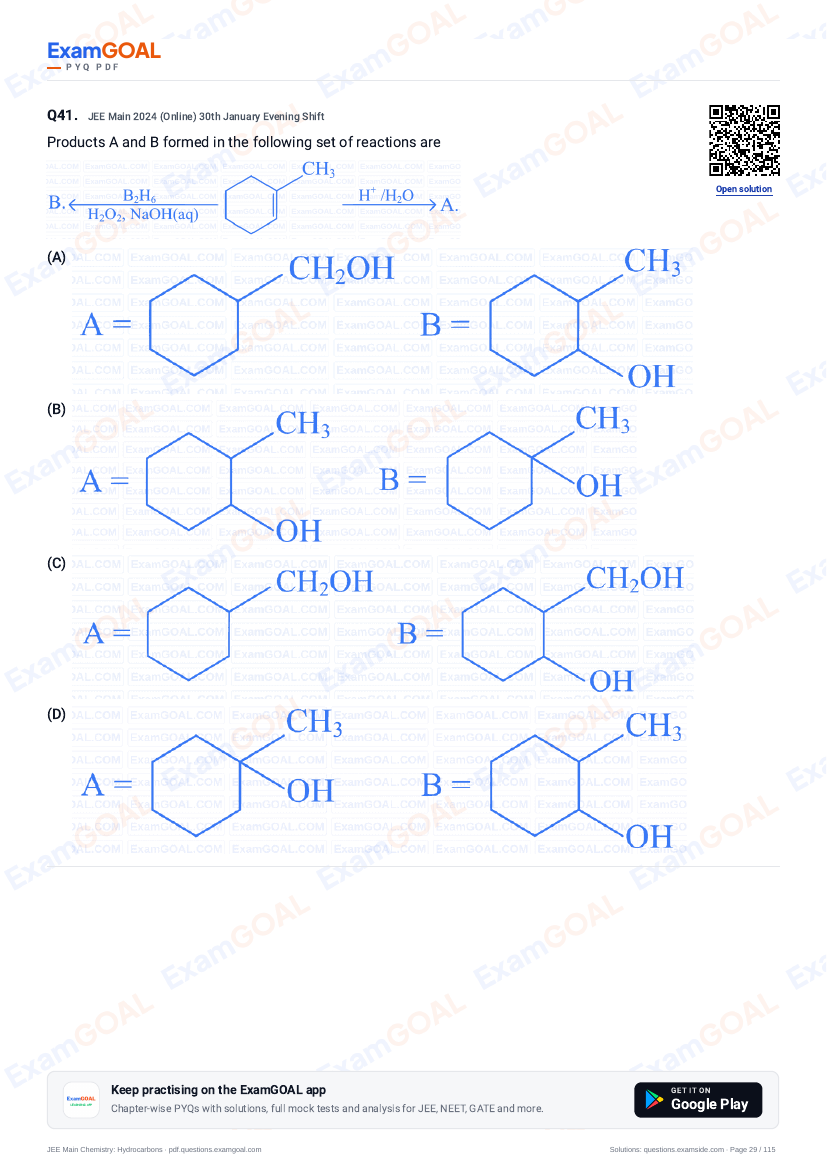 ExamGOAL
PYQ PDF
Q41. JEE Main 2024 (Online) 30th January Evening Shift
Products A and B formed in the following set of reactions are
Open solution
CH₃
B. B₂H₆ H⁺ /H₂O A.
H₂O₂, NaOH(aq)
(A)
CH₂OH CH₃
A = B =
OH
(B)
CH₃ CH₃
A = B = OH
OH
(C)
CH₂OH CH₂OH
A = B =
OH
(D)
CH₃ CH₃
A = OH B =
OH
ExamGOAL
Keep practising on the ExamGOAL app
Chapter-wise PYQs with solutions, full mock tests and analysis for JEE, NEET, GATE and more.
GET IT ON
Google Play
JEE Main Chemistry: Hydrocarbons · pdf.questions.examgoal.com
Solutions: questions.examside.com · Page 29 / 115